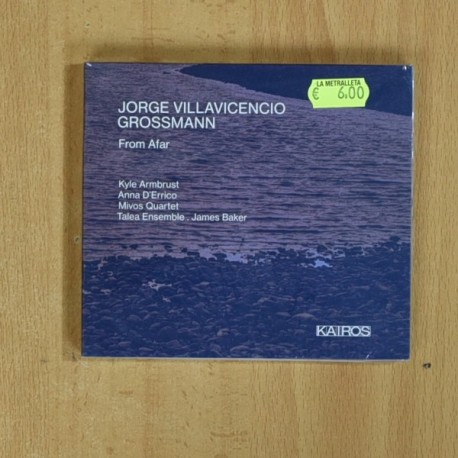 LA METRALLETA
€ 6.00
JORGE VILLAVICENCIO
GROSSMANN
From Afar
Kyle Armbrust
Anna D'Errico
Mivos Quartet
Talea Ensemble . James Baker
KAIROS